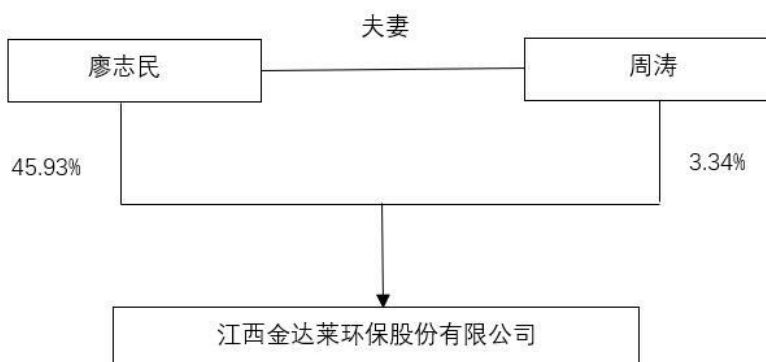 夫妻
廖志民
周涛
45.93%
3.34%
江西金达莱环保股份有限公司